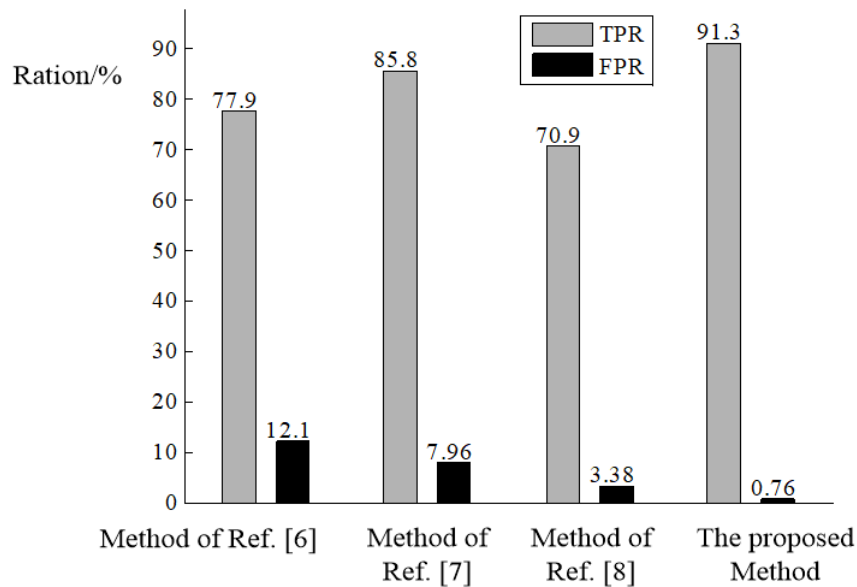 Ration/%
90
80
70
60
50
40
30
20
10
0
TPR
FPR
77.9
12.1
85.8
7.96
70.9
3.38
91.3
0.76
Method of Ref. [6]
Method of
Ref. [7]
Method of
Ref. [8]
The proposed
Method